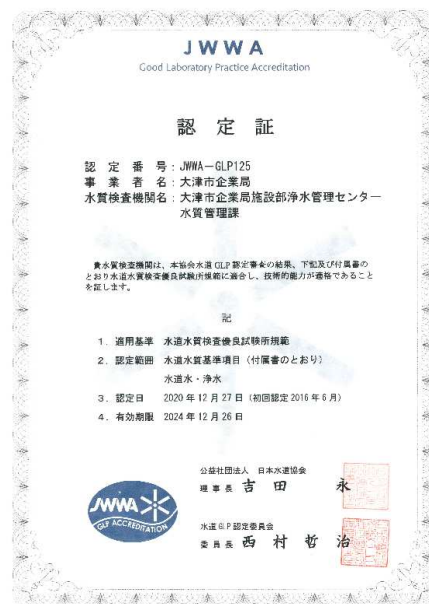 JWWA
Good Laboratory Practice Accreditation
認定証
認定番号：JWWA－GLP125
事業者名：大津市企業局
水質検査機関名：大津市企業局施設部浄水管理センター
水質管理課
貴水質検査機関は、本協会水道GLP認定審査の結果、下記及び付属書の
とおり水道水質検査優良試験所規範に適合し、技術的能力が適格であること
を証します。
記
1．適用基準 水道水質検査優良試験所規範
2．認定範囲 水道水質基準項目（付属書のとおり）
水道水・浄水
3．認定日 2020年12月27日（初回認定2016年6月）
4．有効期限 2024年12月26日
公益社団法人 日本水道協会
理事長 吉田 永
水道GLP認定委員会
委員長 西村哲治
JWWA
GLP ACCREDITATION